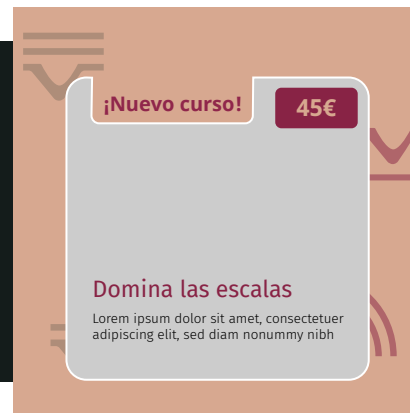 ¡Nuevo curso!
45€
Domina las escalas
Lorem ipsum dolor sit amet, consectetuer
adipiscing elit, sed diam nonummy nibh